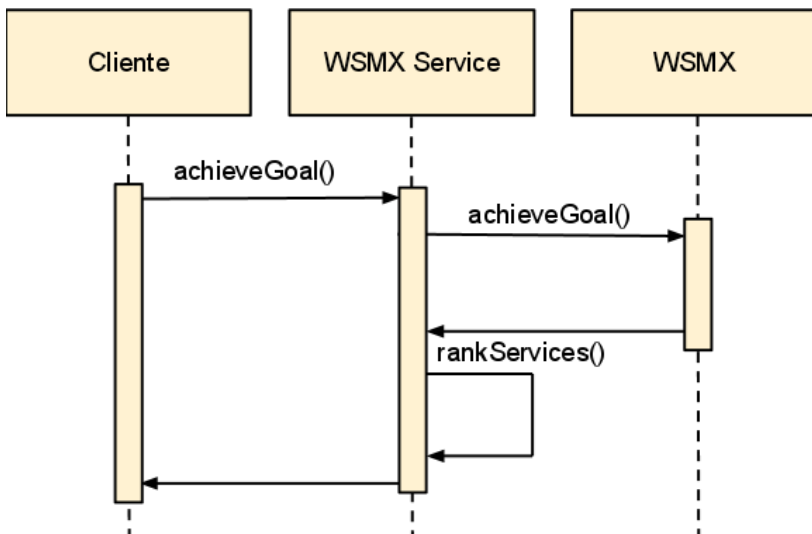 Cliente
WSMX Service
WSMX
achieveGoal()
achieveGoal()
rankServices()